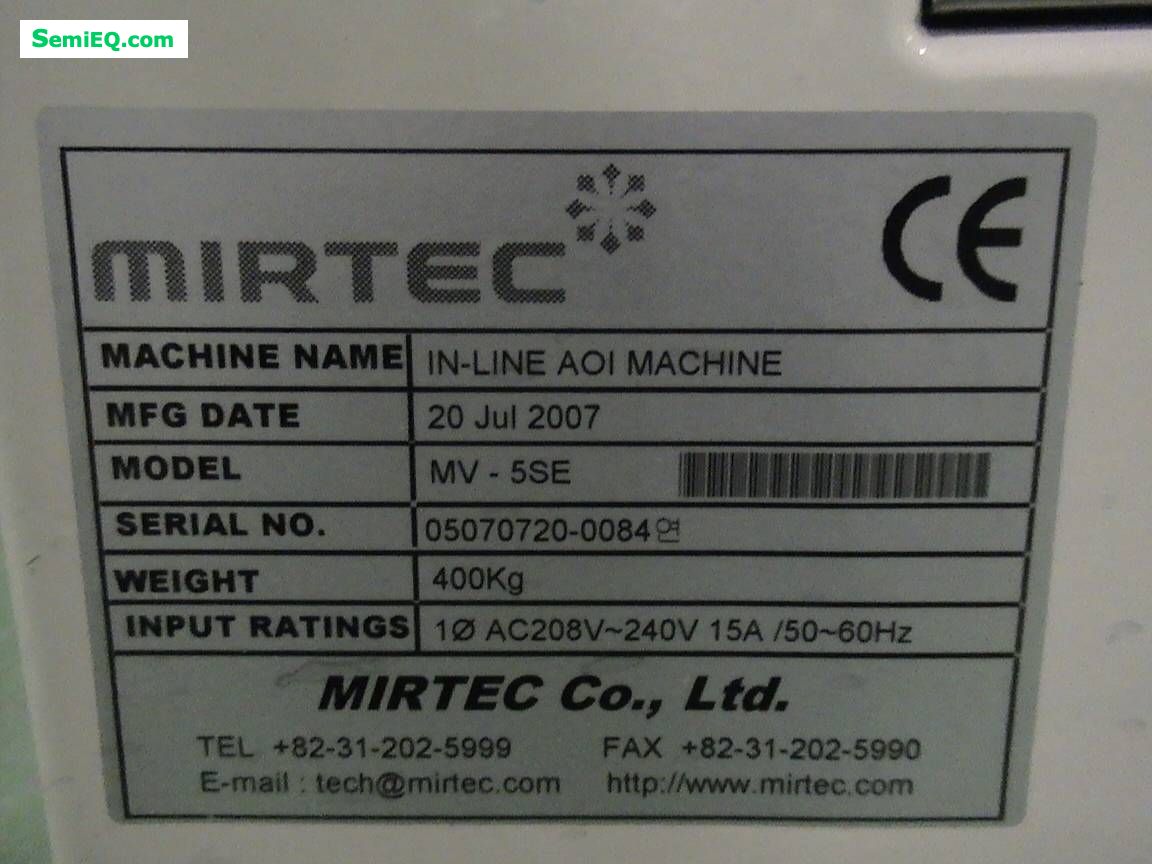 SemiEQ.com
MIRTEC
CE
MACHINE NAME IN-LINE AOI MACHINE
MFG DATE 20 Jul 2007
MODEL MV - 5SE
SERIAL NO. 05070720-0084연
WEIGHT 400Kg
INPUT RATINGS 1Ø AC208V~240V 15A /50~60Hz
MIRTEC Co., Ltd.
TEL +82-31-202-5999 FAX +82-31-202-5990
E-mail : tech@mirtec.com http://www.mirtec.com